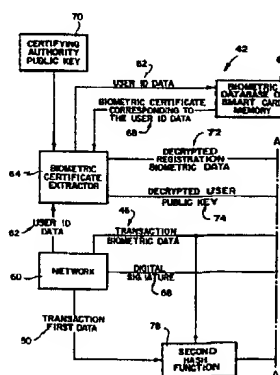 70
CERTIFYING
AUTHORITY
PUBLIC KEY
62
42
USER ID DATA
BIOMETRIC
DATABASE O
SMART CARD
MEMORY
BIOMETRIC CERTIFICATE
CORRESPONDING TO
THE USER ID DATA
68
72
A
DECRYPTED
REGISTRATION
BIOMETRIC DATA
64
BIOMETRIC
CERTIFICATE
EXTRACTOR
DECRYPTED USER
PUBLIC KEY
74
62
USER ID
DATA
46
TRANSACTION
BIOMETRIC DATA
60
NETWORK
DIGITAL
SIGNATURE
66
TRANSACTION
FIRST DATA
50
76
SECOND
HASH
FUNCTION